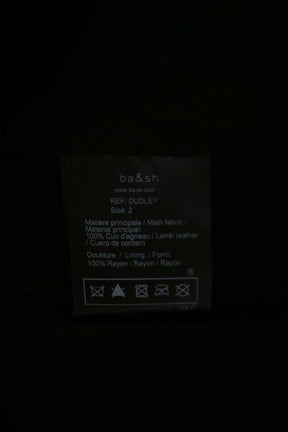 ba&sh
www.ba-sh.com
REF: DUDLEY
Size: 2
Matière principale / Main fabric /
Material principal:
100% Cuir d'agneau / Lamb leather
/ Cuero de cordero
Doublure / Lining / Forro:
100% Rayon / Rayon / Rayon
®